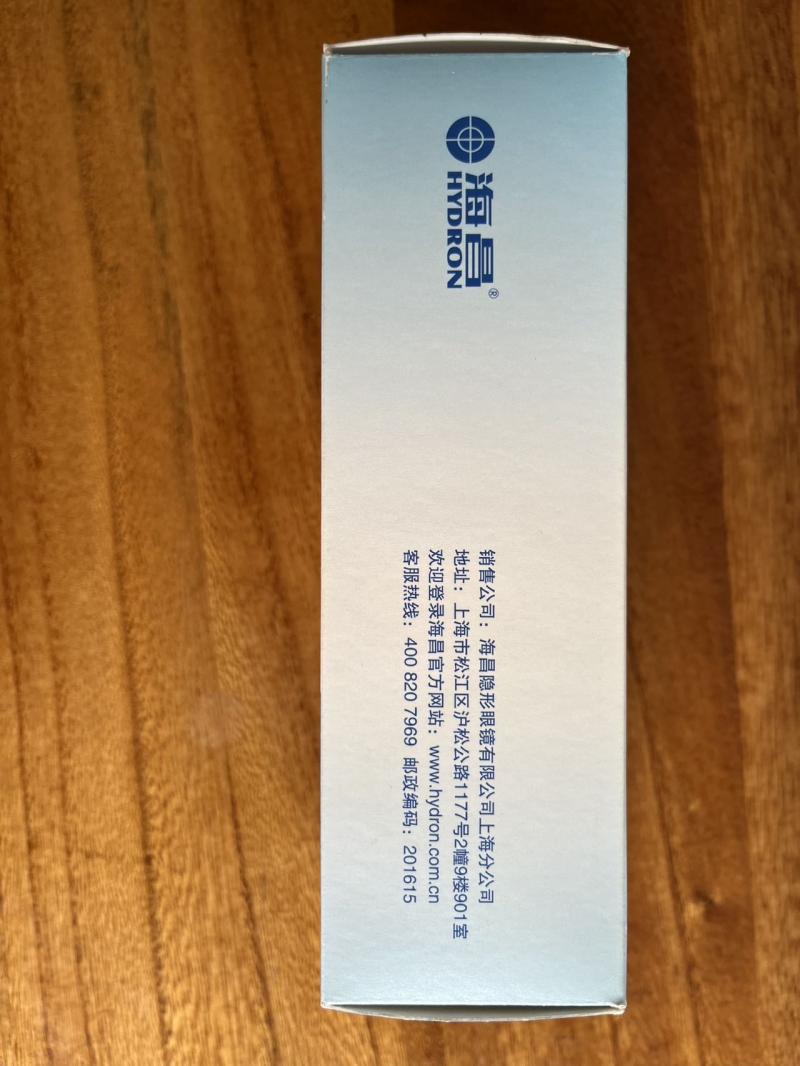 海昌®
HYDRON
销售公司：海昌隐形眼镜有限公司上海分公司
地址：上海市松江区沪松公路1177号2幢9楼901室
欢迎登录海昌官方网站：www.hydron.com.cn
客服热线：400 820 7969 邮政编码：201615